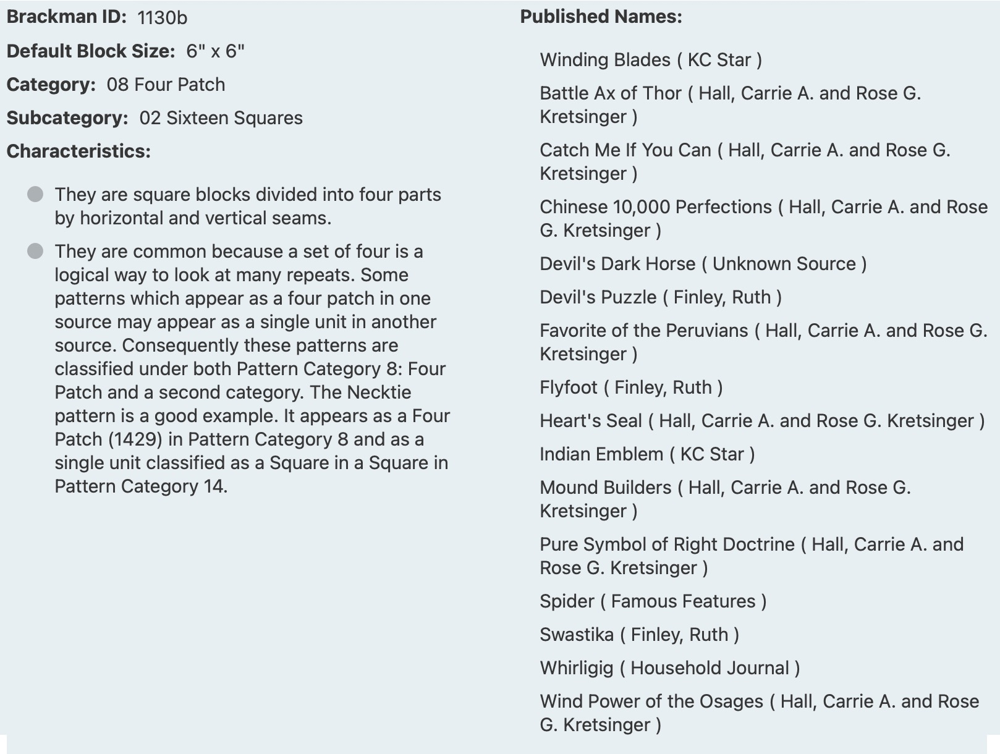 Brackman ID: 1130b
Default Block Size: 6" x 6"
Category: 08 Four Patch
Subcategory: 02 Sixteen Squares
Characteristics:
They are square blocks divided into four parts
by horizontal and vertical seams.
They are common because a set of four is a
logical way to look at many repeats. Some
patterns which appear as a four patch in one
source may appear as a single unit in another
source. Consequently these patterns are
classified under both Pattern Category 8: Four
Patch and a second category. The Necktie
pattern is a good example. It appears as a Four
Patch (1429) in Pattern Category 8 and as a
single unit classified as a Square in a Square in
Pattern Category 14.
Published Names:
Winding Blades ( KC Star )
Battle Ax of Thor ( Hall, Carrie A. and Rose G.
Kretsinger )
Catch Me If You Can ( Hall, Carrie A. and Rose G.
Kretsinger )
Chinese 10,000 Perfections ( Hall, Carrie A. and Rose
G. Kretsinger )
Devil's Dark Horse ( Unknown Source )
Devil's Puzzle ( Finley, Ruth )
Favorite of the Peruvians ( Hall, Carrie A. and Rose G.
Kretsinger )
Flyfoot ( Finley, Ruth )
Heart's Seal ( Hall, Carrie A. and Rose G. Kretsinger )
Indian Emblem ( KC Star )
Mound Builders ( Hall, Carrie A. and Rose G.
Kretsinger )
Pure Symbol of Right Doctrine ( Hall, Carrie A. and
Rose G. Kretsinger )
Spider ( Famous Features )
Swastika ( Finley, Ruth )
Whirligig ( Household Journal )
Wind Power of the Osages ( Hall, Carrie A. and Rose
G. Kretsinger )